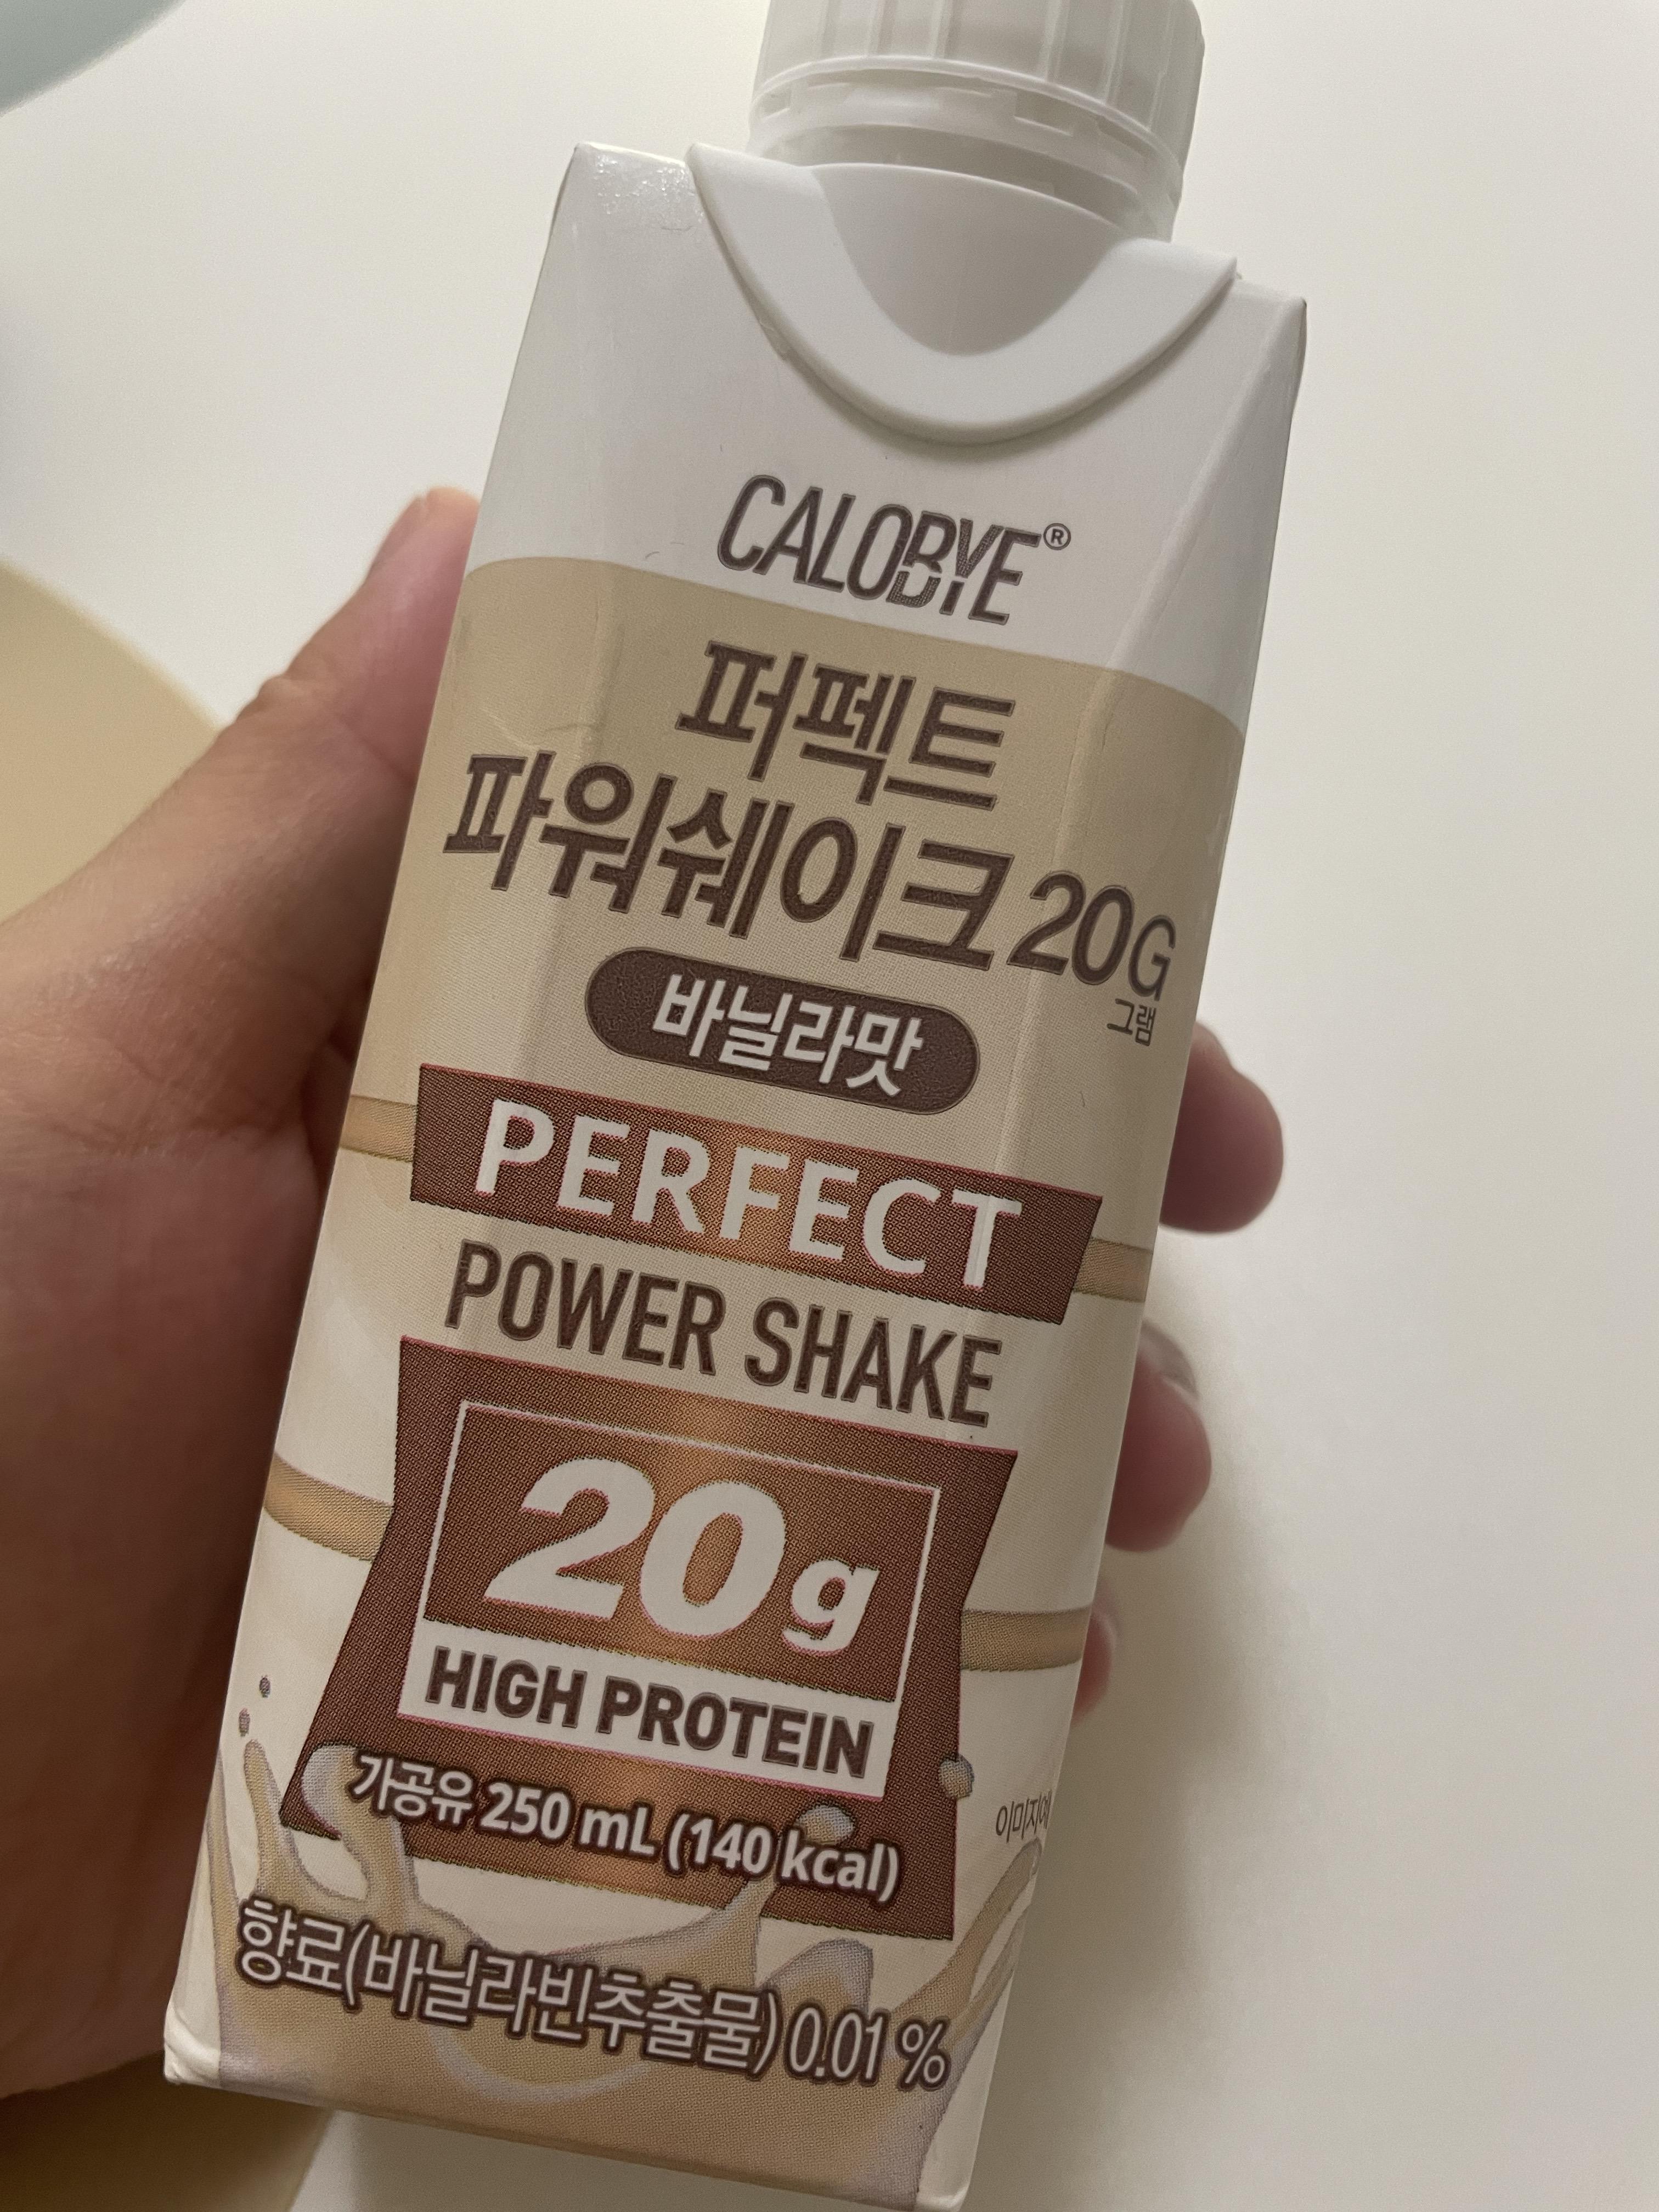 CALOBYE®
퍼펙트
파워쉐이크 20G
그램
바닐라맛
PERFECT
POWER SHAKE
20g
HIGH PROTEIN
가공유 250 mL (140 kcal)
향료(바닐라빈추출물) 0.01 %